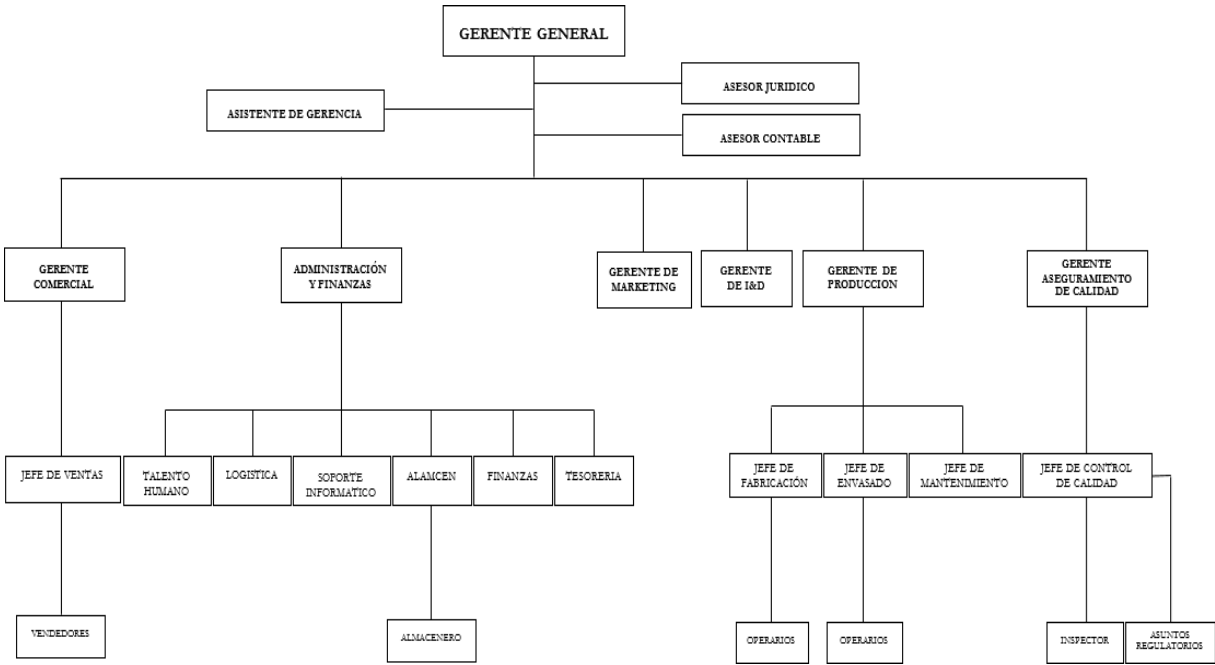 GERENTE GENERAL
ASESOR JURIDICO
ASISTENTE DE GERENCIA
ASESOR CONTABLE
GERENTE
COMERCIAL
ADMINISTRACIÓN
Y FINANZAS
GERENTE DE
MARKETING
GERENTE
DE I&D
GERENTE DE
PRODUCCION
GERENTE
ASEGURAMIENTO
DE CALIDAD
JEFE DE VENTAS
TALENTO
HUMANO
LOGISTICA
SOPORTE
INFORMATICO
ALAMCEN
FINANZAS
TESORERIA
JEFE DE
FABRICACIÓN
JEFE DE
ENVASADO
JEFE DE
MANTENIMIENTO
JEFE DE CONTROL
DE CALIDAD
VENDEDORES
ALMACENERO
OPERARIOS
OPERARIOS
INSPECTOR
ASUNTOS
REGULATORIOS